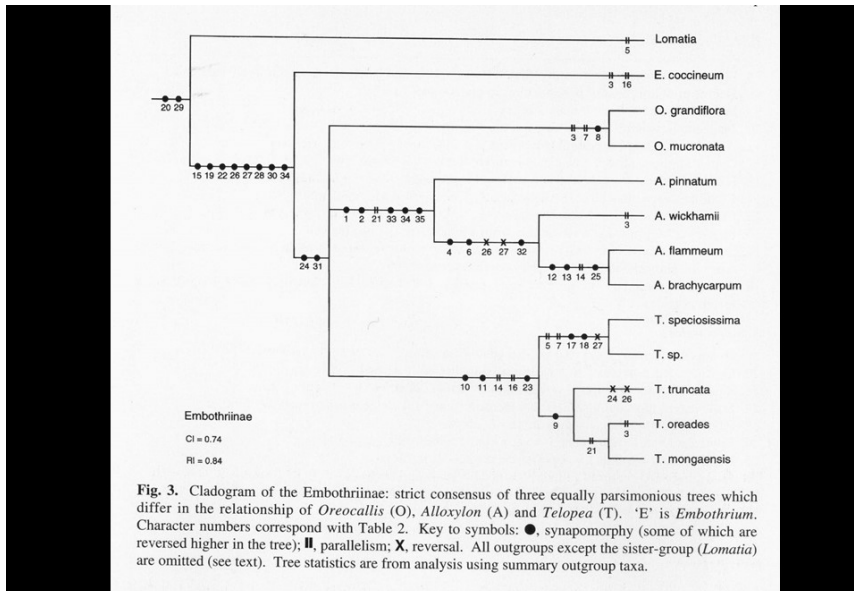 Lomatia
5
E. coccineum
3 16
20 29
O. grandiflora
3 7 8
O. mucronata
15 19 22 26 27 28 30 34
A. pinnatum
1 2 21 33 34 35
A. wickhamii
3
4 6 26 27 32
A. flammeum
24 31
12 13 14 25
A. brachycarpum
T. speciosissima
5 7 17 18 27
T. sp.
10 11 14 16 23
T. truncata
24 26
Embothriinae
9
T. oreades
3
CI = 0.74
21
RI = 0.84
T. mongaensis
Fig. 3. Cladogram of the Embothriinae: strict consensus of three equally parsimonious trees which
differ in the relationship of Oreocallis (O), Alloxylon (A) and Telopea (T). ‘E’ is Embothrium.
Character numbers correspond with Table 2. Key to symbols: ●, synapomorphy (some of which are
reversed higher in the tree); II, parallelism; X, reversal. All outgroups except the sister-group (Lomatia)
are omitted (see text). Tree statistics are from analysis using summary outgroup taxa.